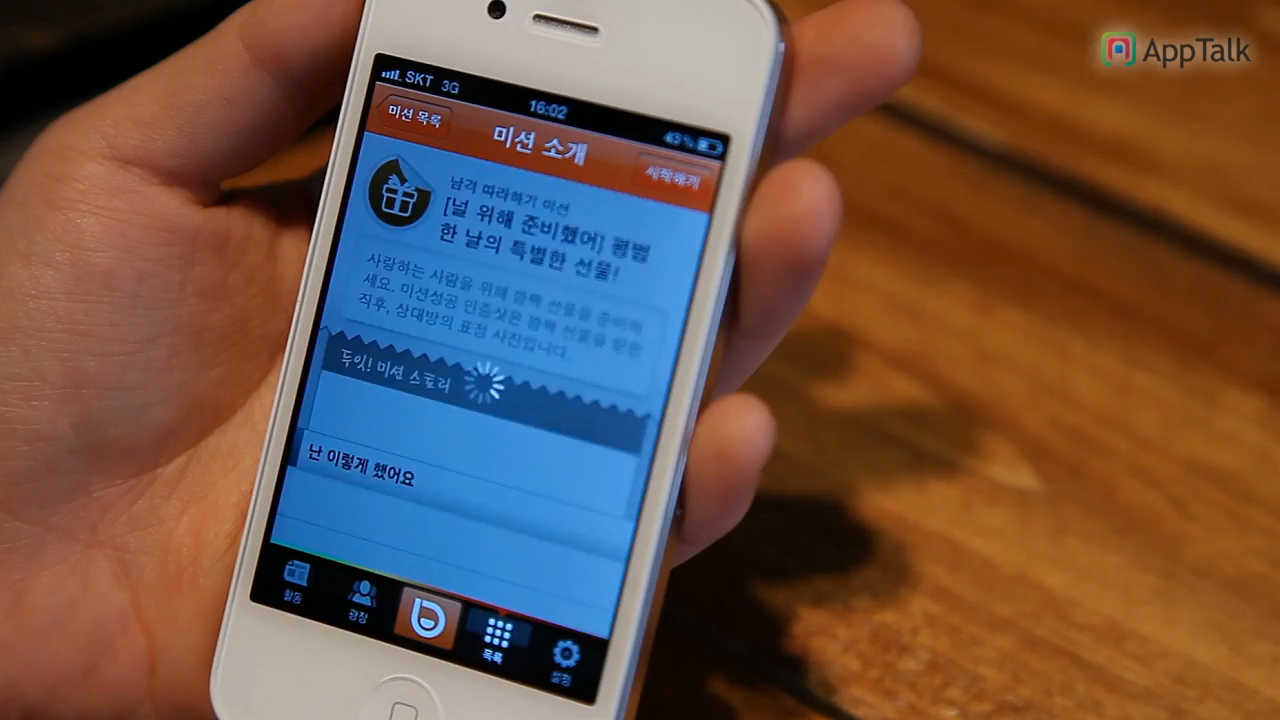 AppTalk
SKT 3G
16:02
43%
미션 목록
미션 소개
시작하기
남격 따라하기 미션
[널 위해 준비했어] 평범
한 날의 특별한 선물!
사랑하는 사람을 위해 깜짝 선물을 준비하
세요. 미션성공 인증샷은 깜짝 선물을 받은
직후, 상대방의 표정 사진입니다.
두잇! 미션 스토리
난 이렇게 했어요
활동
광장
목록
설정